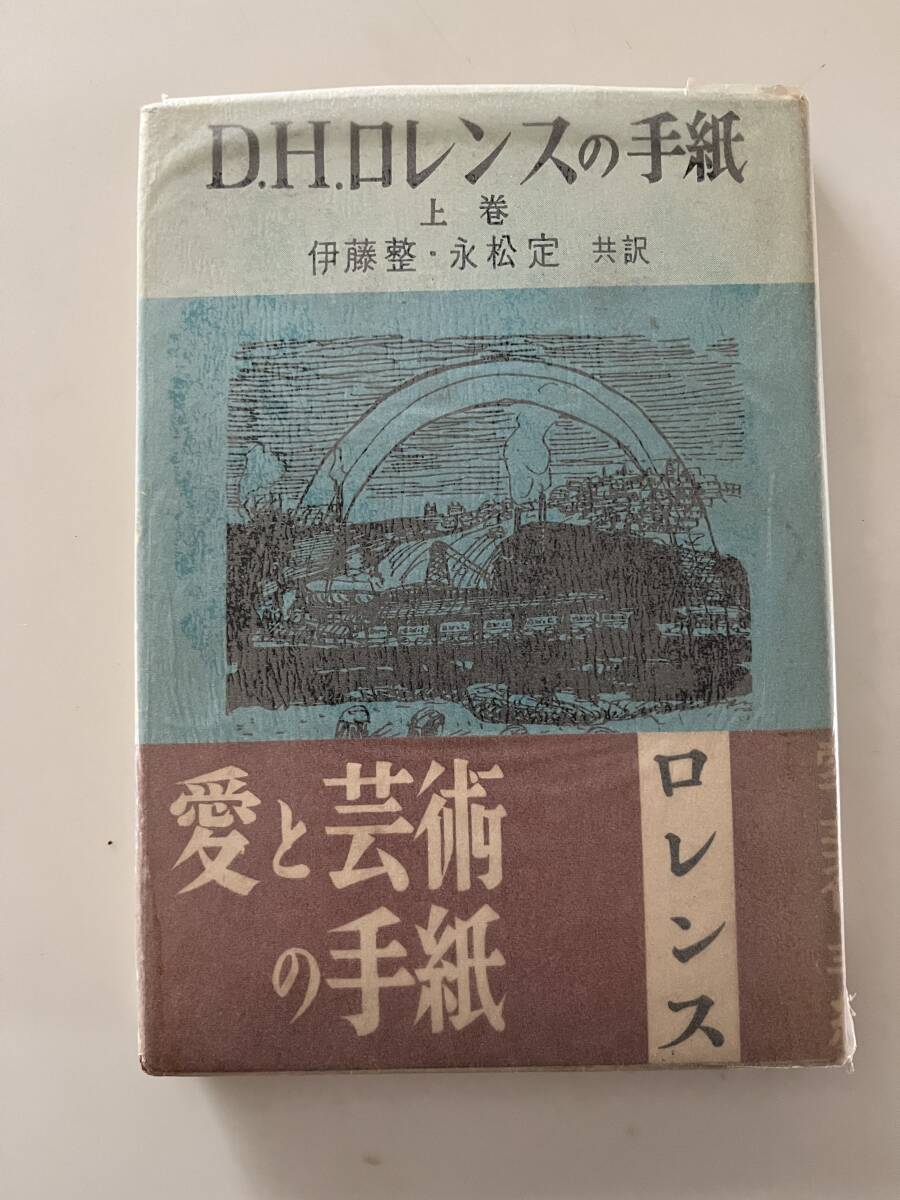 D.H.ロレンスの手紙
上巻
伊藤整・永松定 共訳
愛と芸術
の手紙
ロレンス